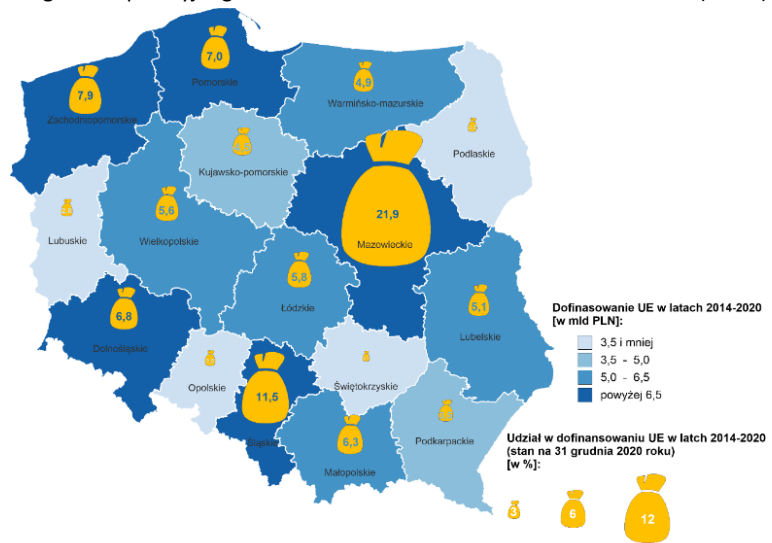 7,0
Pomorskie
7,9
Zachodniopomorskie
4,9
Warmińsko-mazurskie
Podlaskie
Kujawsko-pomorskie
21,9
Mazowieckie
Lubuskie
5,6
Wielkopolskie
5,8
Łódzkie
5,1
Lubelskie
6,8
Dolnośląskie
Opolskie
11,5
Śląskie
Świętokrzyskie
6,3
Małopolskie
Podkarpackie
Dofinasowanie UE w latach 2014-2020
[w mld PLN]:
3,5 i mniej
3,5 - 5,0
5,0 - 6,5
powyżej 6,5
Udział w dofinansowaniu UE w latch 2014-2020
(stan na 31 grudnia 2020 roku)
[w %]:
3
6
12